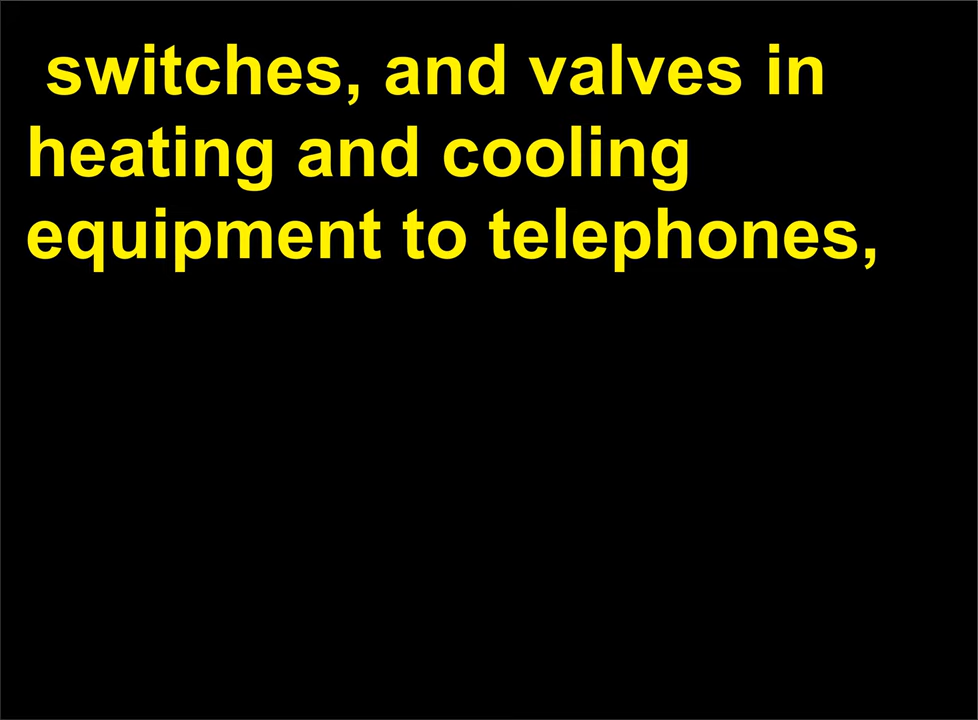 switches, and valves in
heating and cooling
equipment to telephones,